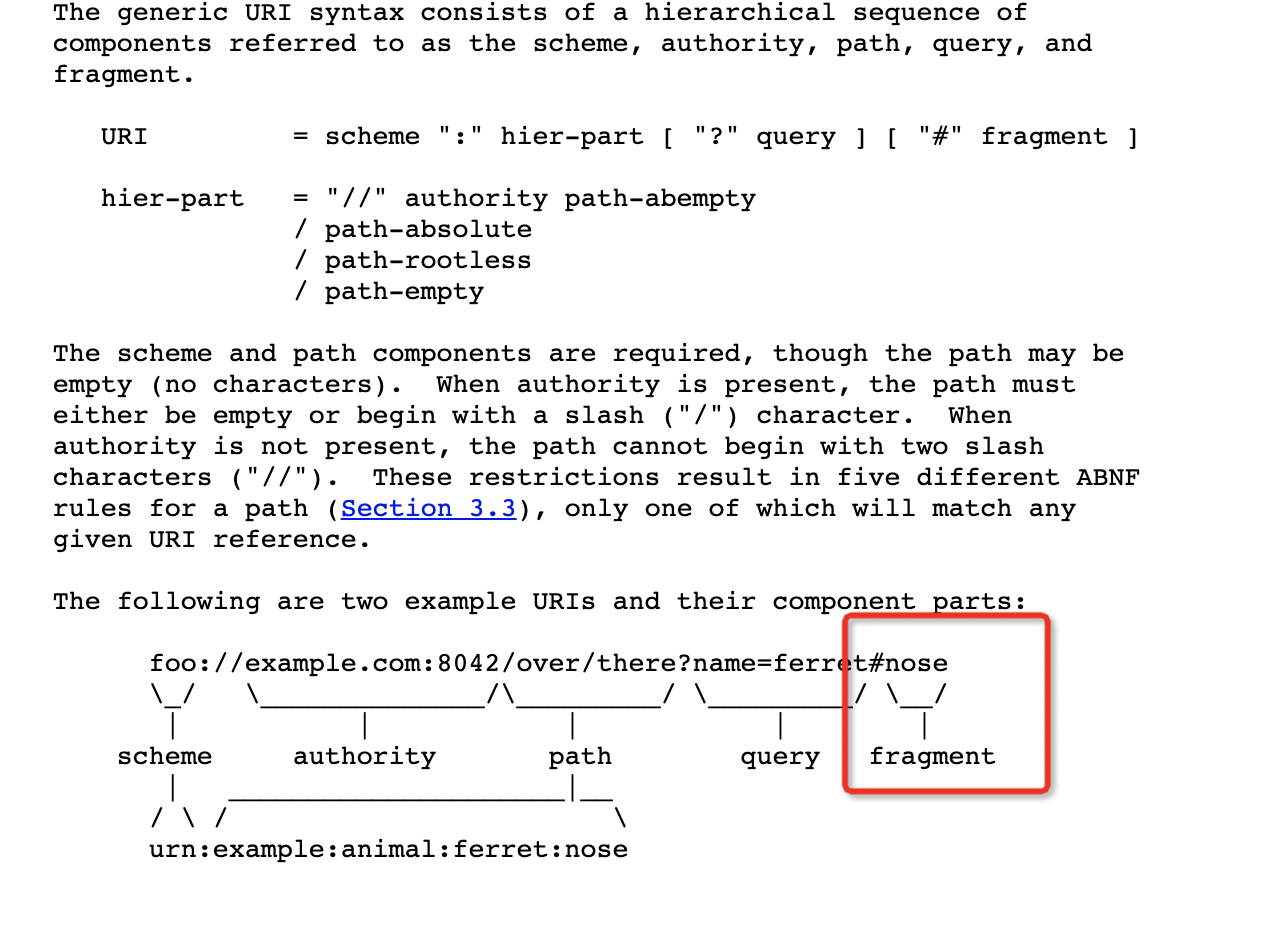 The generic URI syntax consists of a hierarchical sequence of
components referred to as the scheme, authority, path, query, and
fragment.
URI         = scheme ":" hier-part [ "?" query ] [ "#" fragment ]
hier-part   = "//" authority path-abempty
            / path-absolute
            / path-rootless
            / path-empty
The scheme and path components are required, though the path may be
empty (no characters).  When authority is present, the path must
either be empty or begin with a slash ("/") character.  When
authority is not present, the path cannot begin with two slash
characters ("//").  These restrictions result in five different ABNF
rules for a path (Section 3.3), only one of which will match any
given URI reference.
The following are two example URIs and their component parts:
      foo://example.com:8042/over/there?name=ferret#nose
      \_/   \______________/\_________/ \_________/ \__/
       |           |            |            |        |
    scheme     authority       path        query   fragment
       |   _____________________|__
      / \ /                        \
      urn:example:animal:ferret:nose